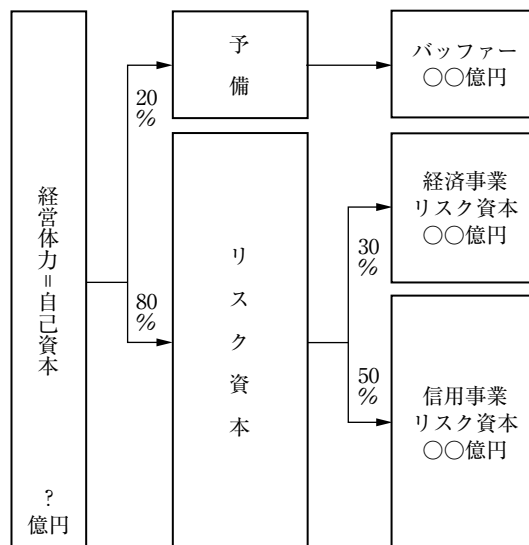 経営体力＝自己資本
？
億円
20
％
80
％
予
備
リ
ス
ク
資
本
30
％
50
％
バッファー
○○億円
経済事業
リスク資本
○○億円
信用事業
リスク資本
○○億円